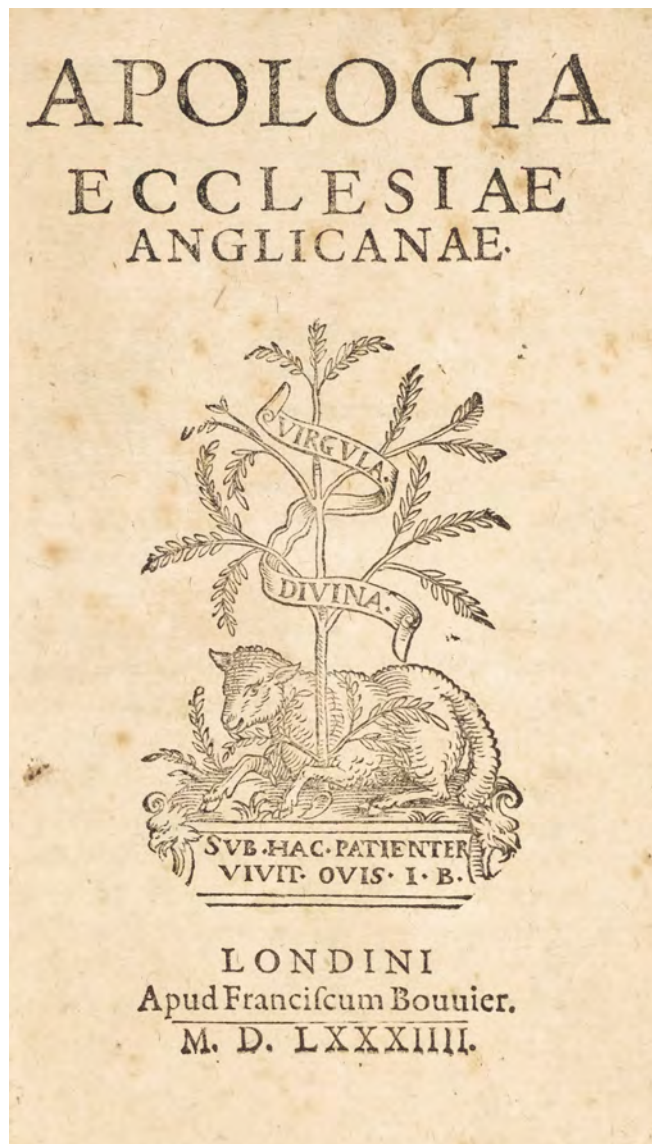 APOLOGIA
ECCLESIAE
ANGLICANAE.
VIRGVLA.
DIVINA.
SVB.HAC.PATIENTER
VIVIT. OVIS. I. B.
LONDINI
Apud Franciſcum Bouuier.
M. D. LXXXIIII.